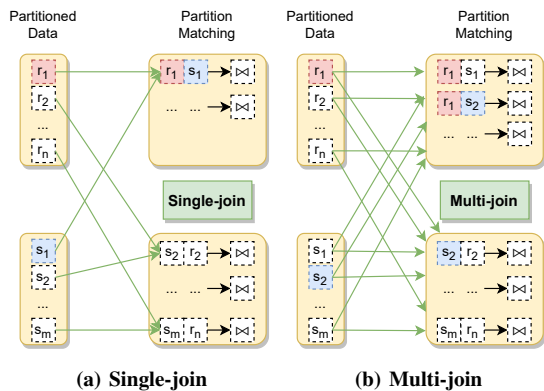 Partitioned Data
Partition Matching
r1
r2
...
rn
s1
s2
...
sm
r1 s1 ⋈
... ... ⋈
Single-join
s2 r2 ⋈
... ... ⋈
sm rn ⋈
(a) Single-join
Partitioned Data
Partition Matching
r1
r2
...
rn
s1
s2
...
sm
r1 s1 ⋈
r1 s2 ⋈
... ... ⋈
Multi-join
s2 r2 ⋈
... ... ⋈
sm rn ⋈
(b) Multi-join